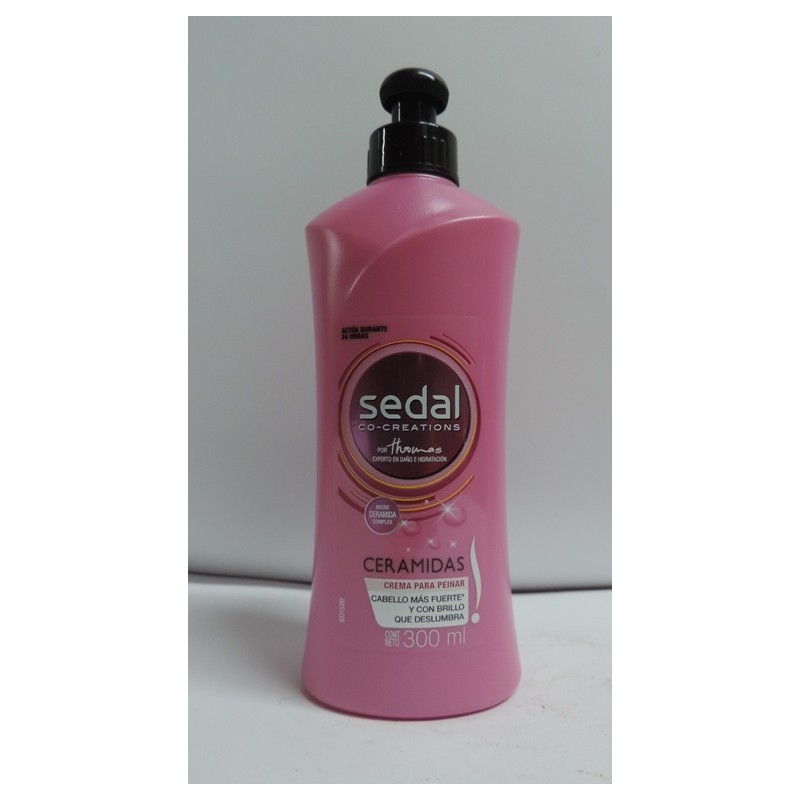 ACTÚA DURANTE
24 HORAS
sedal
CO-CREATIONS
POR Thomas
EXPERTO EN DAÑO E HIDRATACIÓN
MICRO
CERAMIDA
COMPLEX
CERAMIDAS
CREMA PARA PEINAR
CABELLO MÁS FUERTE*
Y CON BRILLO
QUE DESLUMBRA
CONT.
NETO 300 ml